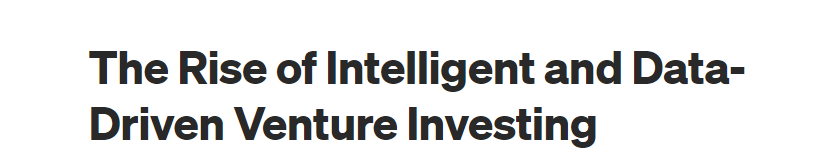 The Rise of Intelligent and Data-
Driven Venture Investing